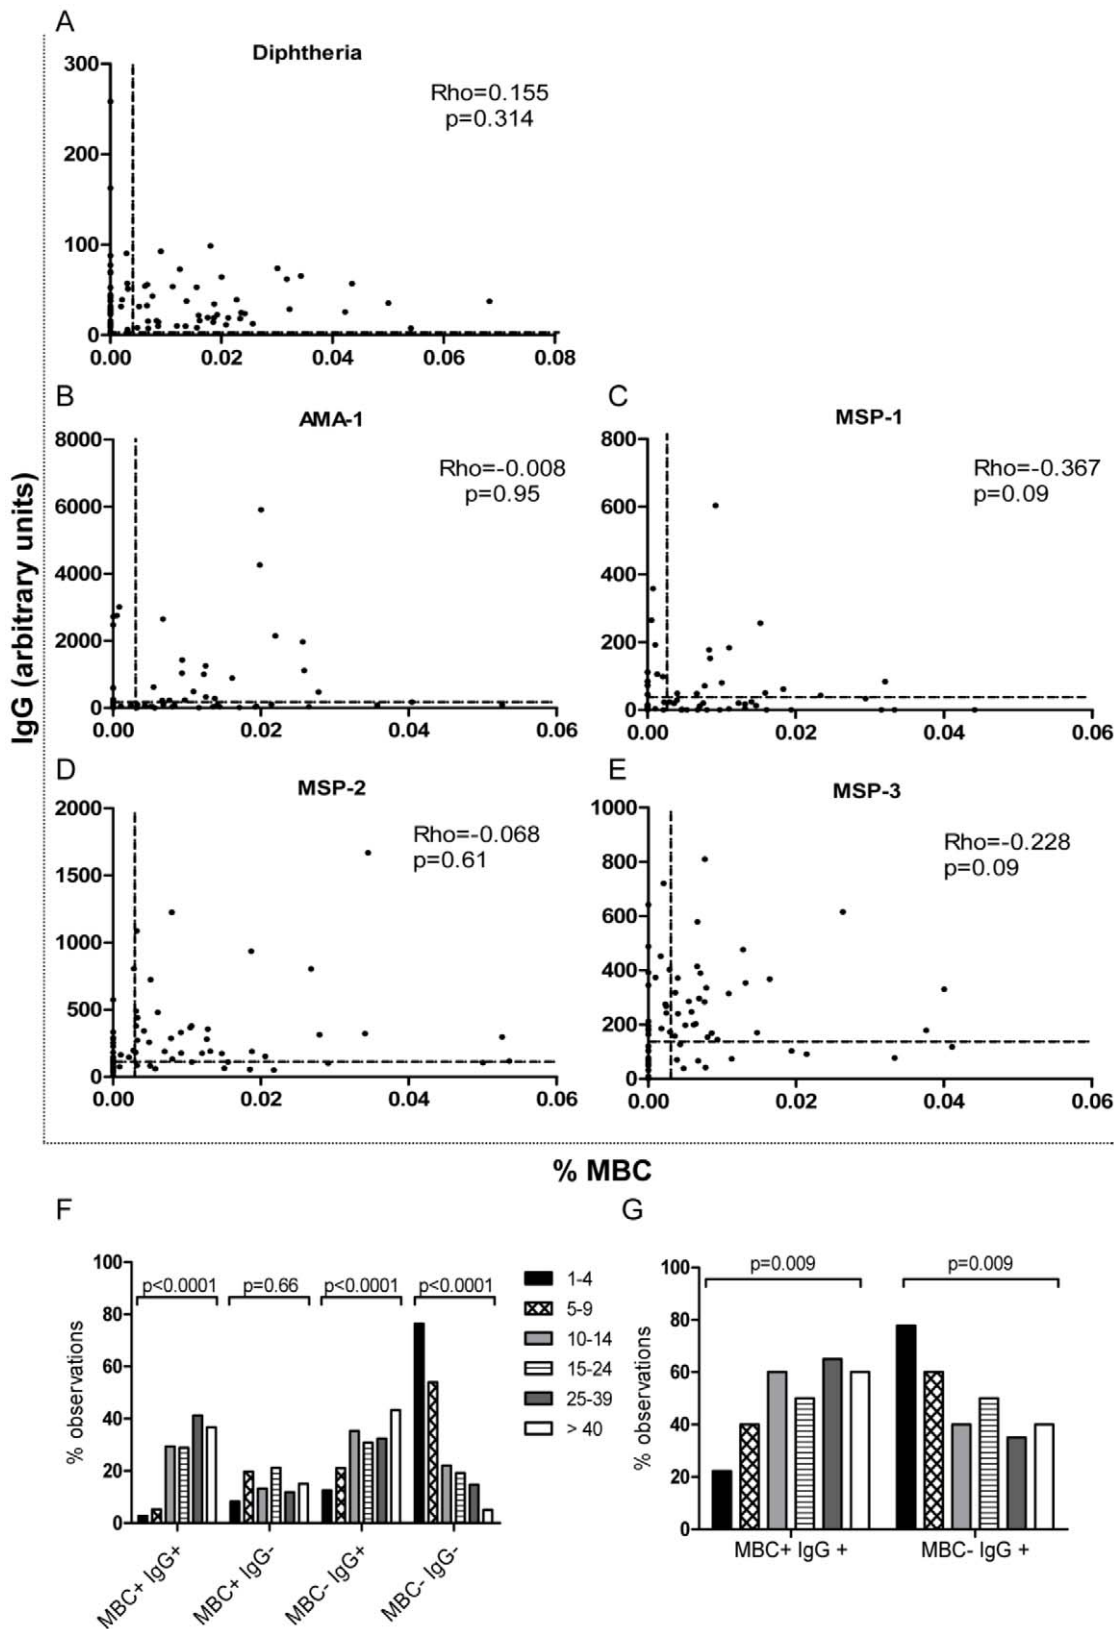 A
Diphtheria
Rho=0.155
p=0.314
300
200
100
0
0.00 0.02 0.04 0.06 0.08
B
AMA-1
Rho=-0.008
p=0.95
8000
6000
4000
2000
0
0.00 0.02 0.04 0.06
C
MSP-1
Rho=-0.367
p=0.09
800
600
400
200
0
0.00 0.02 0.04 0.06
D
MSP-2
Rho=-0.068
p=0.61
2000
1500
1000
500
0
0.00 0.02 0.04 0.06
E
MSP-3
Rho=-0.228
p=0.09
1000
800
600
400
200
0
0.00 0.02 0.04 0.06
IgG (arbitrary units)
% MBC
F
% observations
100
80
60
40
20
0
p<0.0001 p=0.66 p<0.0001 p<0.0001
MBC+ IgG+
MBC+ IgG-
MBC- IgG+
MBC- IgG-
1-4
5-9
10-14
15-24
25-39
> 40
G
% observations
100
80
60
40
20
0
p=0.009 p=0.009
MBC+ IgG + MBC- IgG +